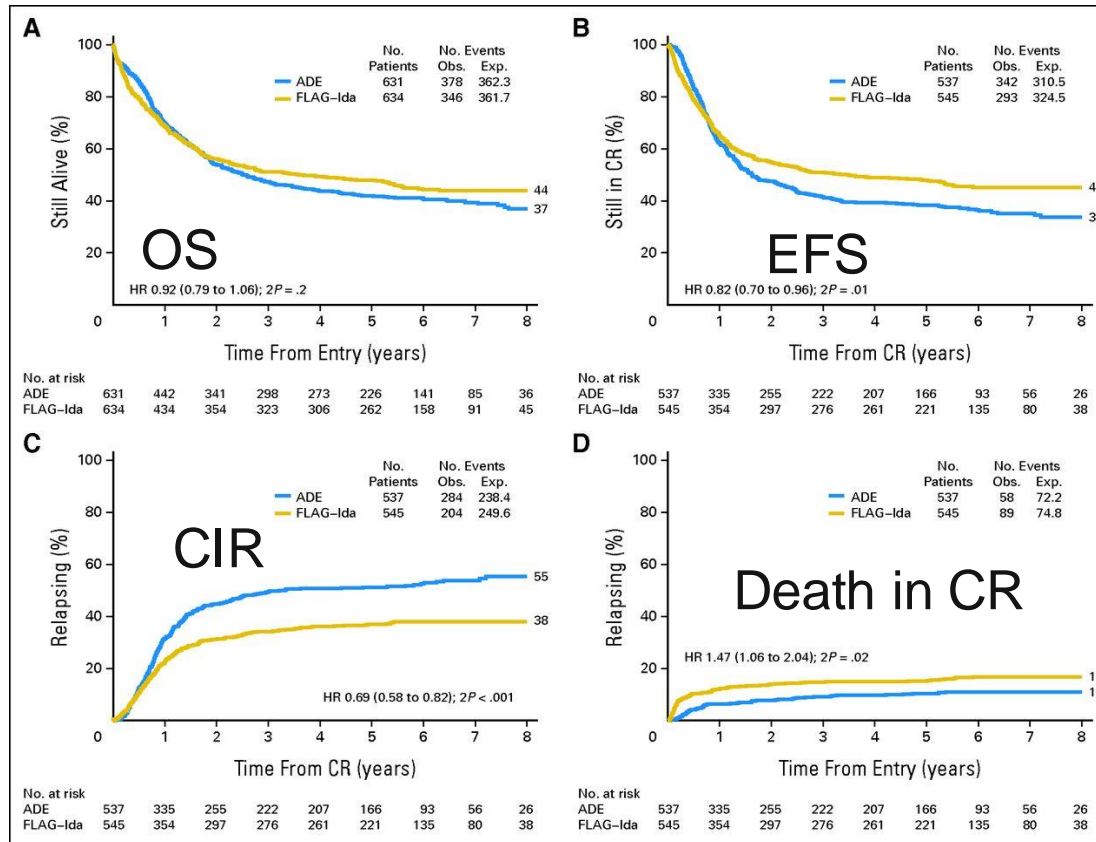 A
100
80
60
40
20
0
Still Alive (%)
No. Patients No. Events
Obs. Exp.
ADE 631 378 362.3
FLAG–Ida 634 346 361.7
44
37
OS
HR 0.92 (0.79 to 1.06); 2P = .2
1 2 3 4 5 6 7 8
Time From Entry (years)
No. at risk
ADE 631 442 341 298 273 226 141 85 36
FLAG–Ida 634 434 354 323 306 262 158 91 45
B
100
80
60
40
20
0
Still in CR (%)
No. Patients No. Events
Obs. Exp.
ADE 537 342 310.5
FLAG–Ida 545 293 324.5
4
3
EFS
HR 0.82 (0.70 to 0.96); 2P = .01
1 2 3 4 5 6 7 8
Time From CR (years)
No. at risk
ADE 537 335 255 222 207 166 93 56 26
FLAG–Ida 545 354 297 276 261 221 135 80 38
C
100
80
60
40
20
0
Relapsing (%)
No. Patients No. Events
Obs. Exp.
ADE 537 284 238.4
FLAG–Ida 545 204 249.6
CIR
55
38
HR 0.69 (0.58 to 0.82); 2P < .001
1 2 3 4 5 6 7 8
Time From CR (years)
No. at risk
ADE 537 335 255 222 207 166 93 56 26
FLAG–Ida 545 354 297 276 261 221 135 80 38
D
100
80
60
40
20
0
Relapsing (%)
No. Patients No. Events
Obs. Exp.
ADE 537 58 72.2
FLAG–Ida 545 89 74.8
Death in CR
HR 1.47 (1.06 to 2.04); 2P = .02
1
1
1 2 3 4 5 6 7 8
Time From Entry (years)
No. at risk
ADE 537 335 255 222 207 166 93 56 26
FLAG–Ida 545 354 297 276 261 221 135 80 38